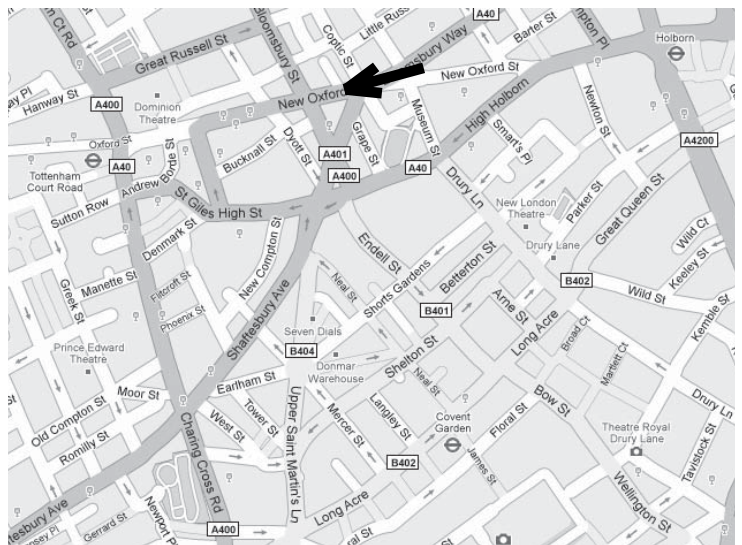 Bloomsbury St
Little Russ
A40
Barter St
Coptic St
Great Russell St
Holborn
New Oxford St
Hanway St
A400
Dominion
Theatre
New Oxford
Museum St
High Holborn
Newton St
Oxford St
A40
Tottenham
Court Road
Andrew Borde St
Bucknall St
Dyott St
A401
Grape St
A400
A40
Smart's Pl
A4200
St Giles High St
Sutton Row
Denmark St
Drury Ln
New London
Theatre
Parker St
Great Queen St
Drury Lane
Wild Ct
Keeley St
Endell St
Betterton St
B402
Wild St
Manette St
Greek St
Flitcroft St
Phoenix St
New Compton St
Neal St
Shorts Gardens
B401
Arne St
Long Acre
Kemble St
Shaftesbury Ave
Seven Dials
B404
Shelton St
Broad Ct
Martlett Ct
Prince Edward
Theatre
Donmar
Warehouse
Earlham St
Moor St
Neal St
Bow St
Drury Ln
Old Compton St
Romilly St
West St
Tower St
Upper Saint Martin's Ln
Mercer St
Langley St
Covent
Garden
Floral St
Theatre Royal
Drury Lane
Tavistock St
Charing Cross Rd
B402
James St
Wellington St
Newport Pl
Long Acre
A400
Gerrard St